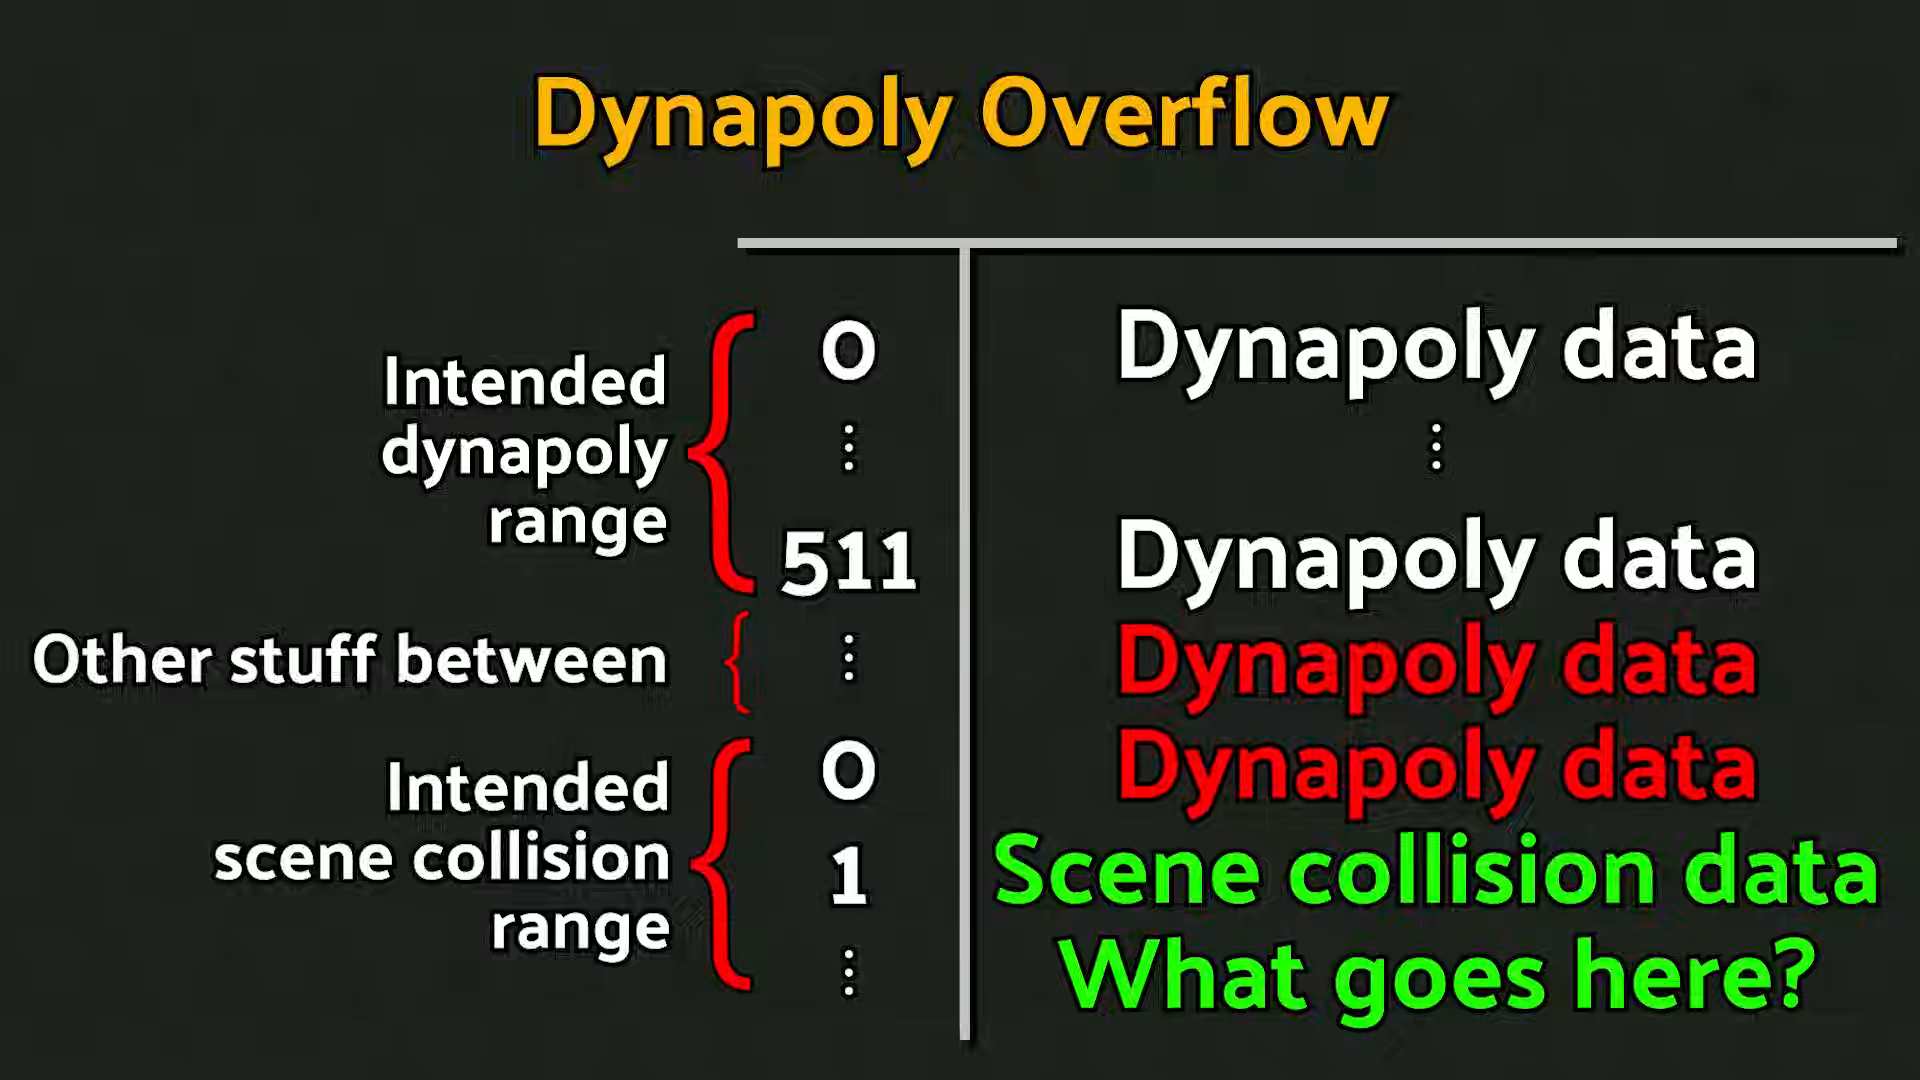 Dynapoly Overflow
Intended
dynapoly
range
0
⋮
511
Dynapoly data
⋮
Dynapoly data
Other stuff between
⋮
Dynapoly data
Intended
scene collision
range
0
1
⋮
Dynapoly data
Scene collision data
What goes here?